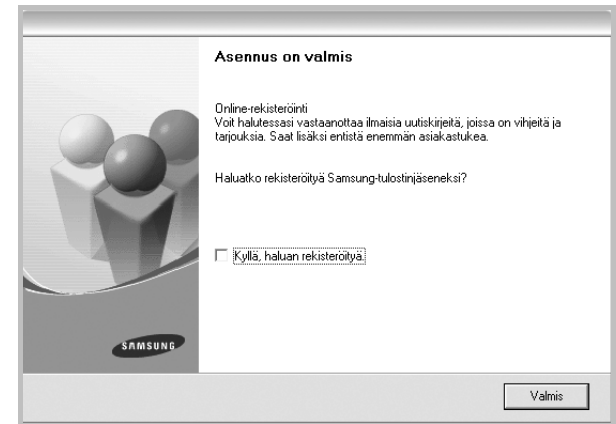 Asennus on valmis
Online-rekisteröinti
Voit halutessasi vastaanottaa ilmaisia uutiskirjeitä, joissa on vihjeitä ja
tarjouksia. Saat lisäksi entistä enemmän asiakastukea.
Haluatko rekisteröityä Samsung-tulostinjäseneksi?
Kyllä, haluan rekisteröityä.
SAMSUNG
Valmis